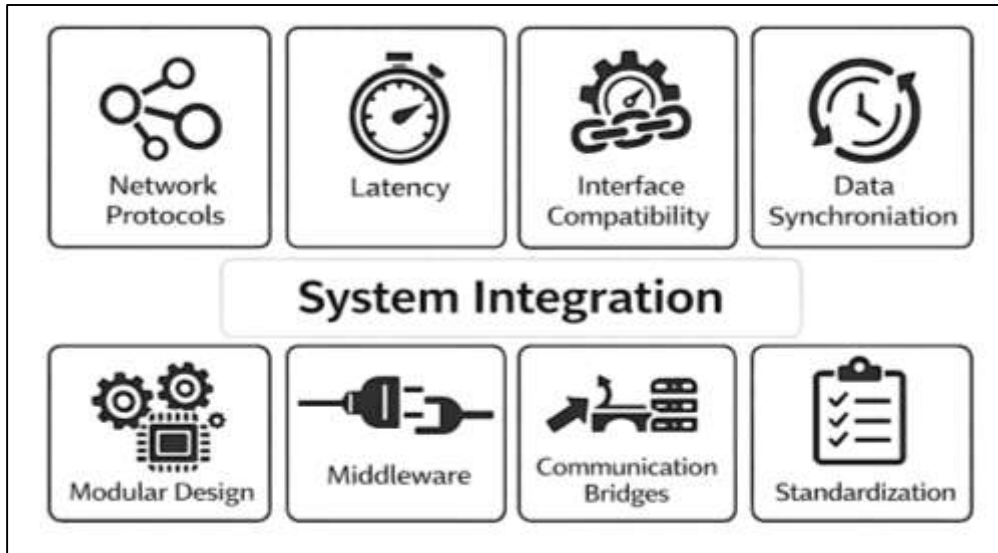 Network
Protocols
Latency
Interface
Compatibility
Data
Synchroniation
System Integration
Modular Design
Middleware
Communication
Bridges
Standardization